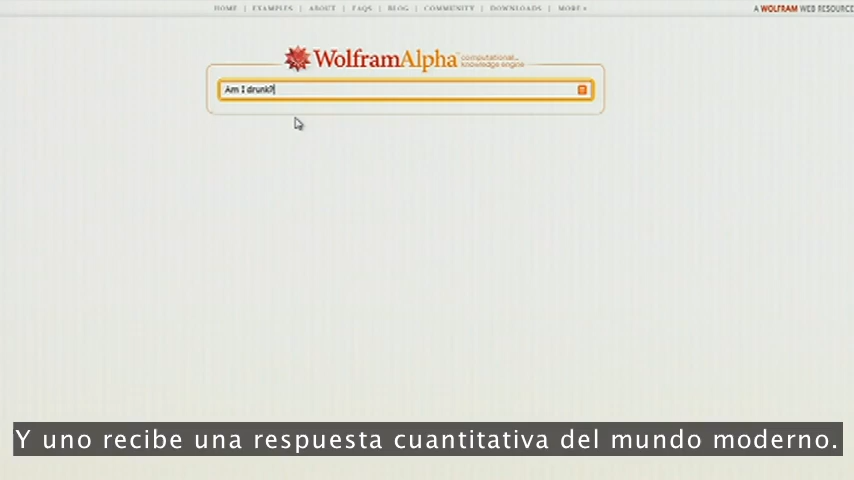 HOME | EXAMPLES | ABOUT | FAQS | BLOG | COMMUNITY | DOWNLOADS | MORE »
A WOLFRAM WEB RESOURCE
WolframAlpha computational...
knowledge engine
Am I drunk?
Y uno recibe una respuesta cuantitativa del mundo moderno.